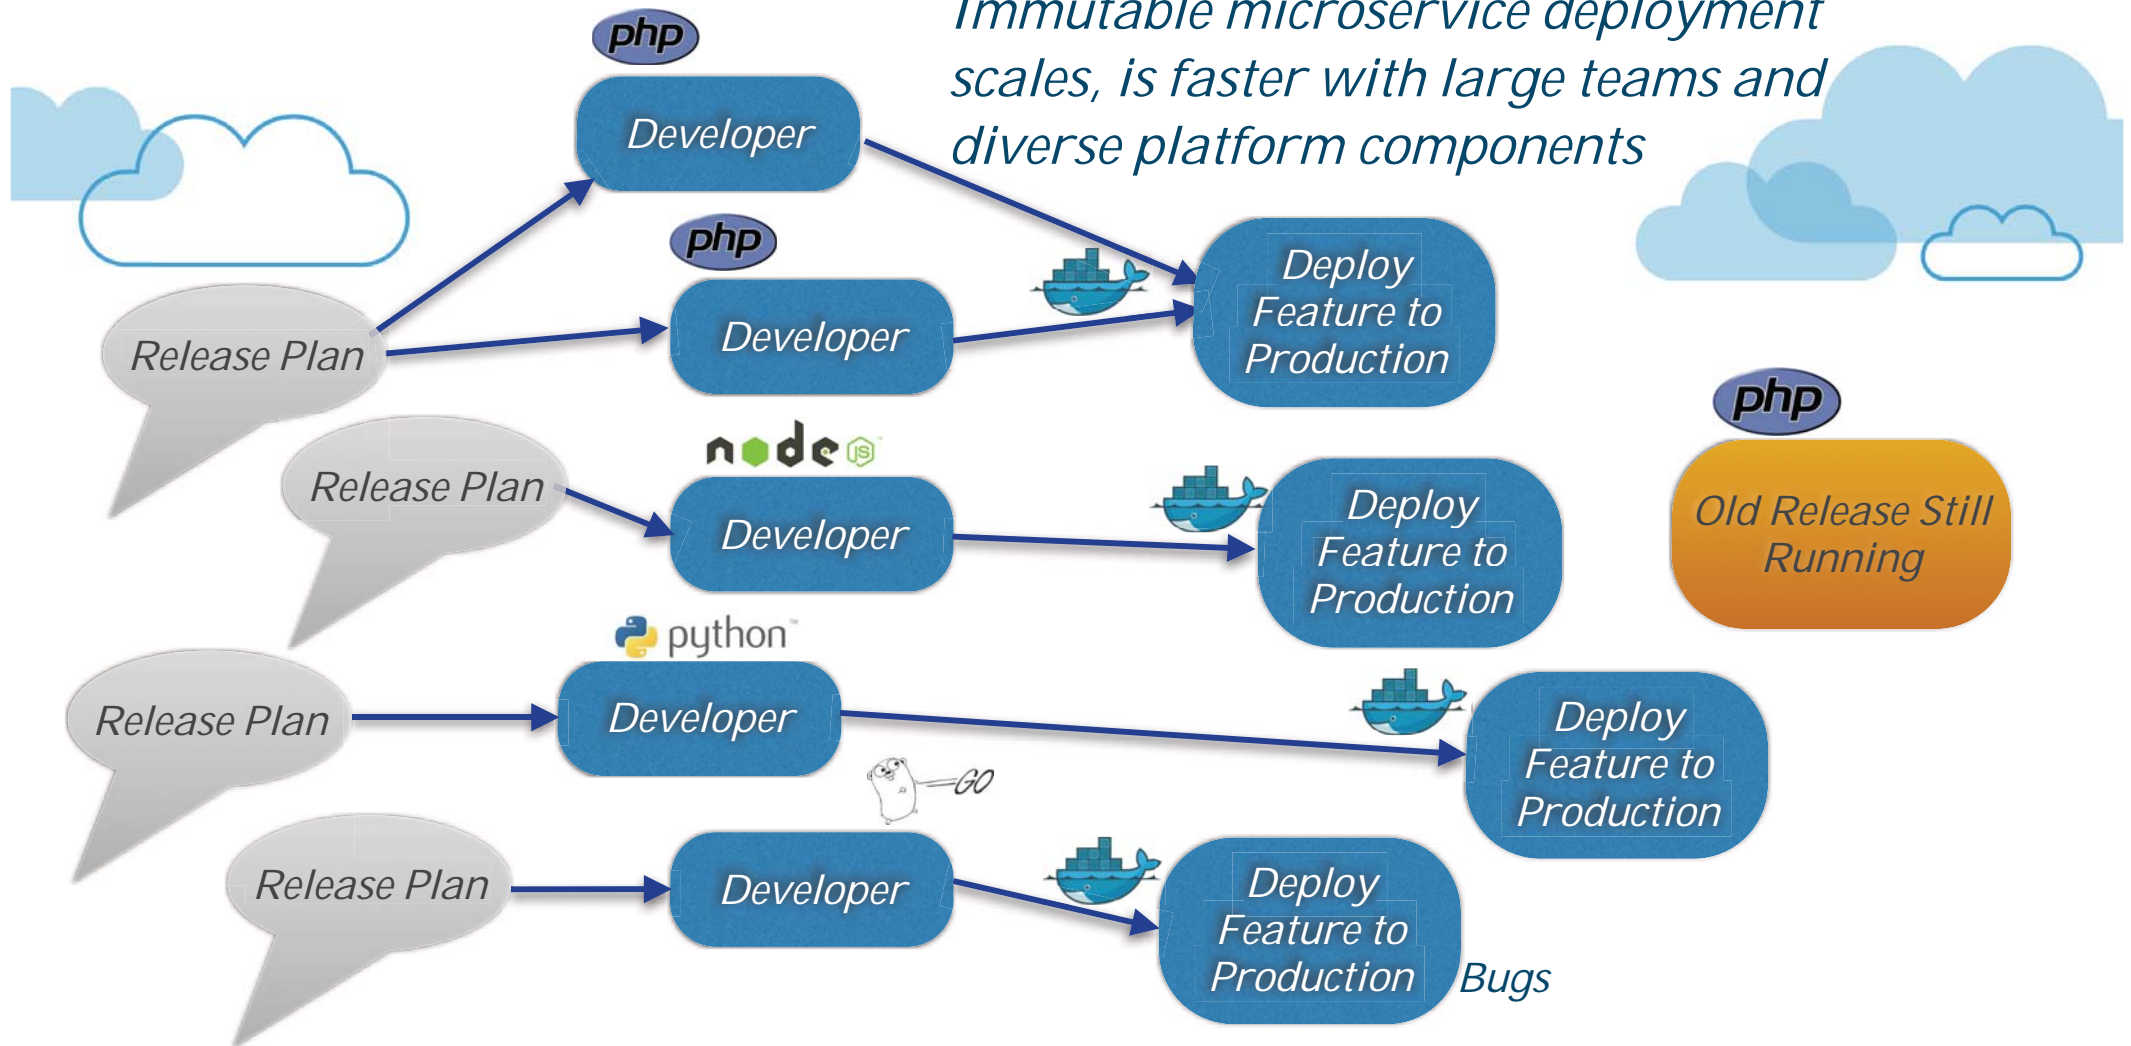 Immutable microservice deployment
scales, is faster with large teams and
diverse platform components
php
Developer
php
Developer
Deploy
Feature to
Production
Release Plan
php
Old Release Still
Running
node JS
Release Plan
Developer
Deploy
Feature to
Production
python™
Release Plan
Developer
Deploy
Feature to
Production
GO
Release Plan
Developer
Deploy
Feature to
Production
Bugs